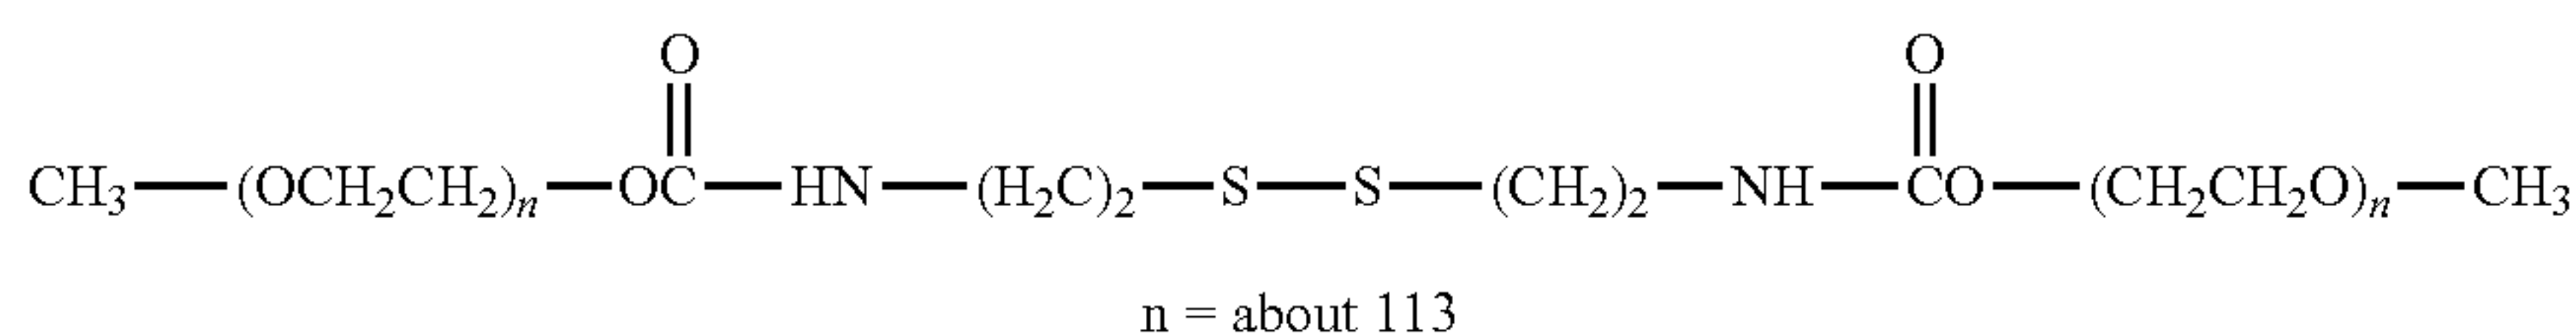 O O
CH₃—(OCH₂CH₂)ₙ—OC—HN—(H₂C)₂—S—S—(CH₂)₂—NH—CO—(CH₂CH₂O)ₙ—CH₃
n = about 113